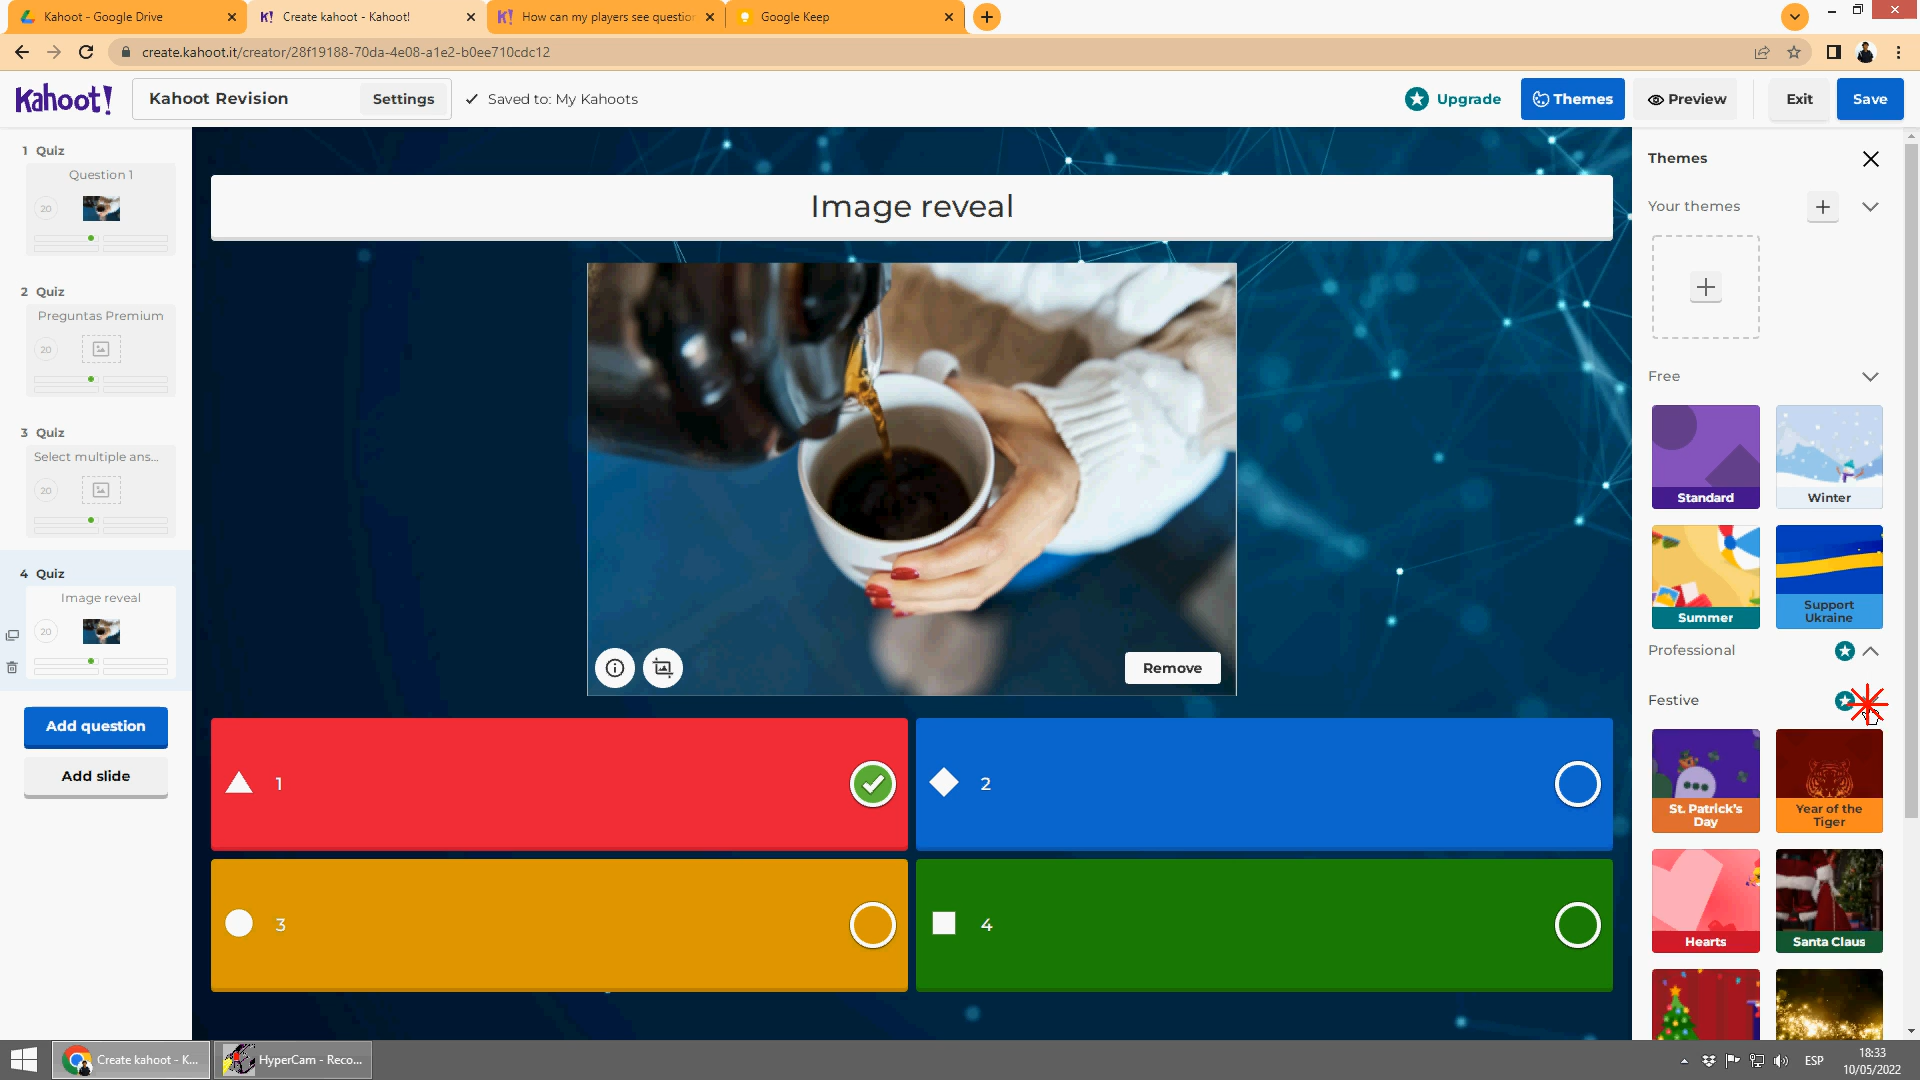 Kahoot - Google Drive
Create kahoot - Kahoot!
How can my players see question
Google Keep
create.kahoot.it/creator/28f19188-70da-4e08-a1e2-b0ee710cdc12
Kahoot!
Kahoot Revision
Settings
Saved to: My Kahoots
Upgrade
Themes
Preview
Exit
Save
1 Quiz
Question 1
20
2 Quiz
Preguntas Premium
20
3 Quiz
Select multiple ans...
20
4 Quiz
Image reveal
20
Add question
Add slide
Image reveal
Remove
1
2
3
4
Themes
Your themes
Free
Standard
Winter
Summer
Support
Ukraine
Professional
Festive
St. Patrick's
Day
Year of the
Tiger
Hearts
Santa Claus
Create kahoot - K...
HyperCam - Reco...
ESP
18:33
10/05/2022